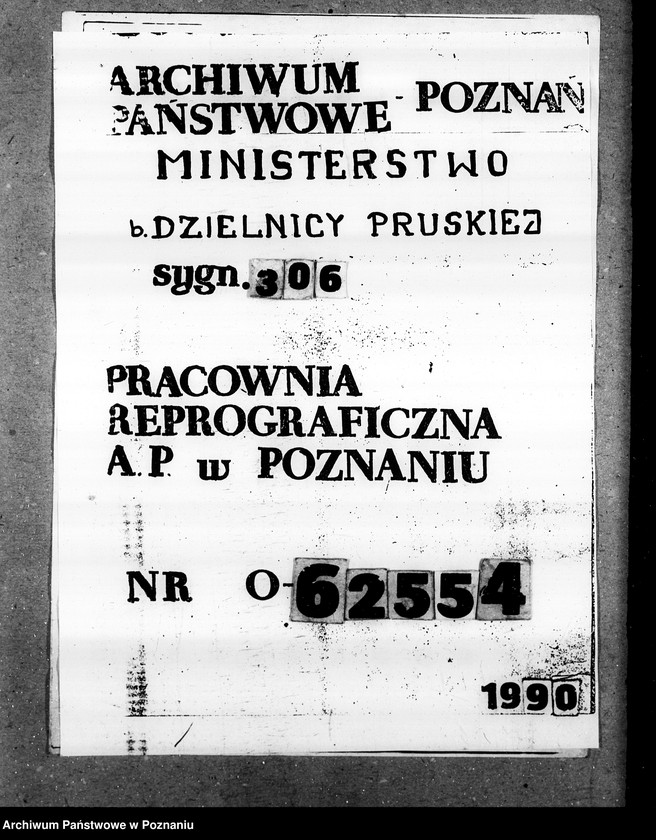 ARCHIWUM
PAŃSTWOWE - POZNAŃ
MINISTERSTWO
b. DZIELNICY PRUSKIEJ
sygn. 306
PRACOWNIA
REPROGRAFICZNA
A. P. w POZNANIU
NR O-62554
1990
Archiwum Państwowe w Poznaniu